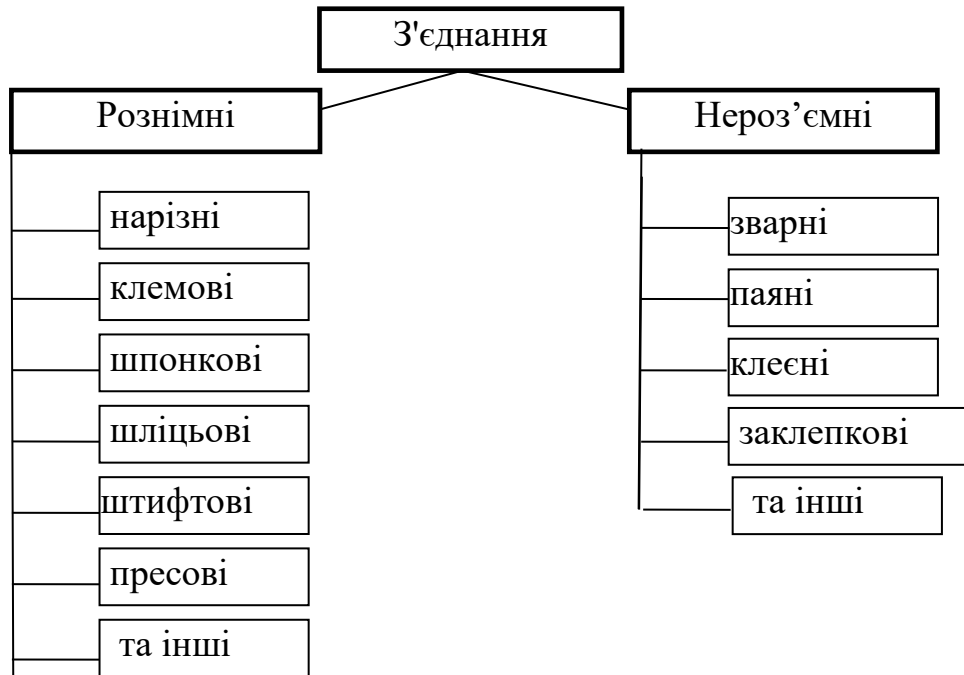 З'єднання
Рознімні
Нероз’ємні
нарізні
клемові
шпонкові
шліцьові
штифтові
пресові
та інші
зварні
паяні
клеєні
заклепкові
та інші